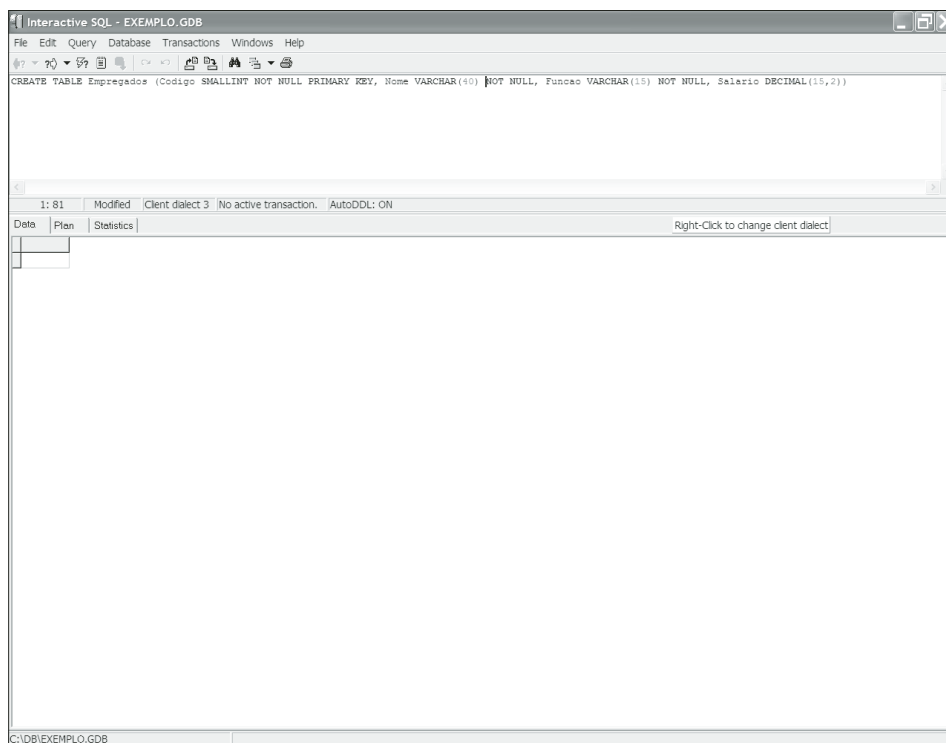 Interactive SQL - EXEMPLO.GDB
File Edit Query Database Transactions Windows Help
CREATE TABLE Empregados (Codigo SMALLINT NOT NULL PRIMARY KEY, Nome VARCHAR(40) NOT NULL, Funcao VARCHAR(15) NOT NULL, Salario DECIMAL(15,2))
1: 81 Modified Client dialect 3 No active transaction. AutoDDL: ON
Data Plan Statistics Right-Click to change client dialect
C:\DB\EXEMPLO.GDB